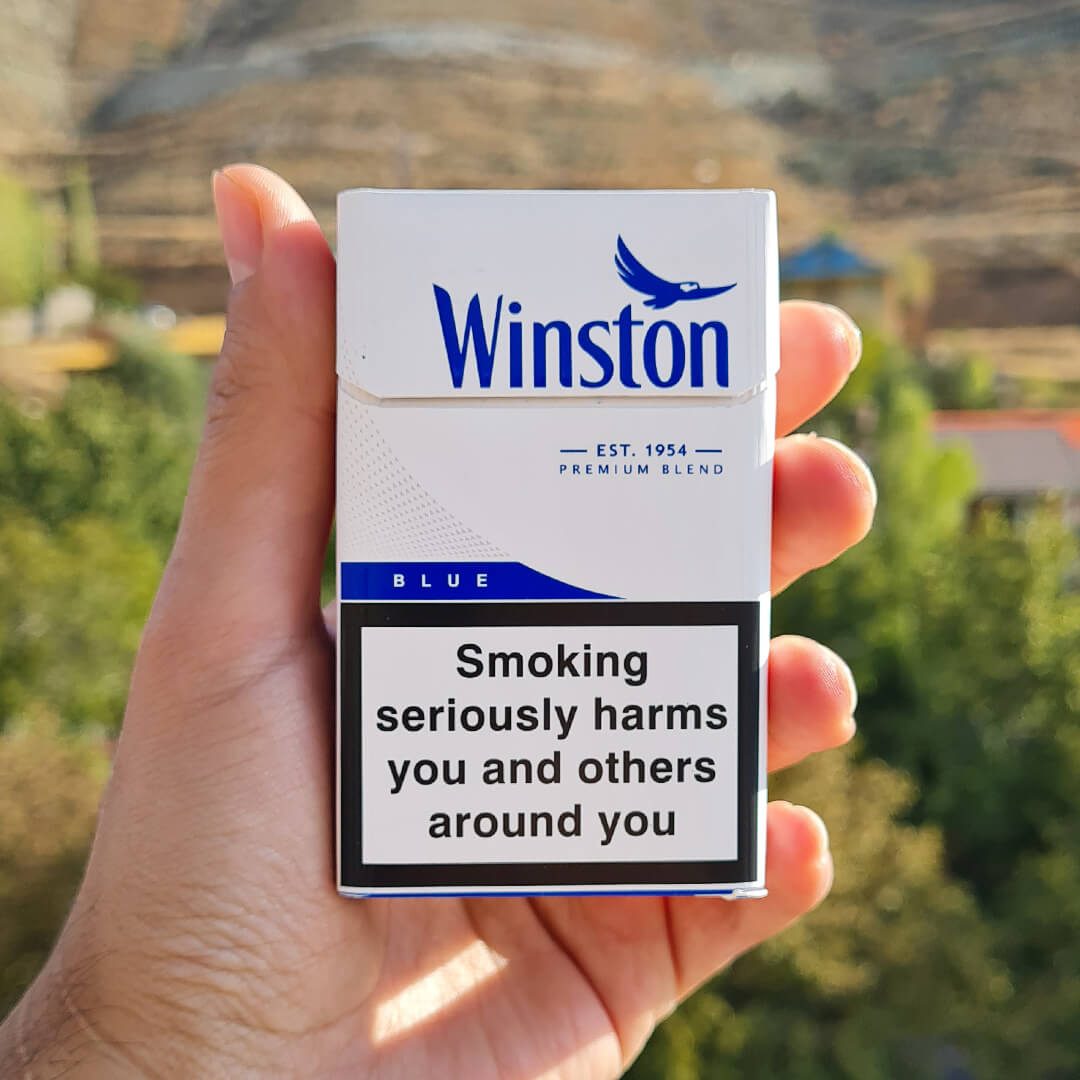 Winston
EST. 1954
PREMIUM BLEND
BLUE
Smoking
seriously harms
you and others
around you